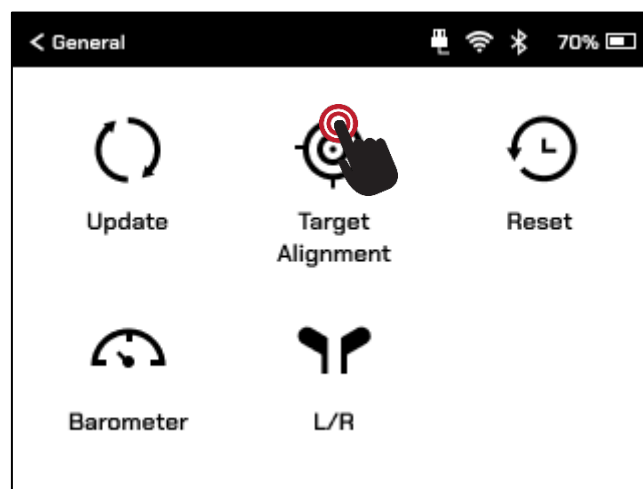 < General
70%
Update
Target
Alignment
Reset
Barometer
L/R